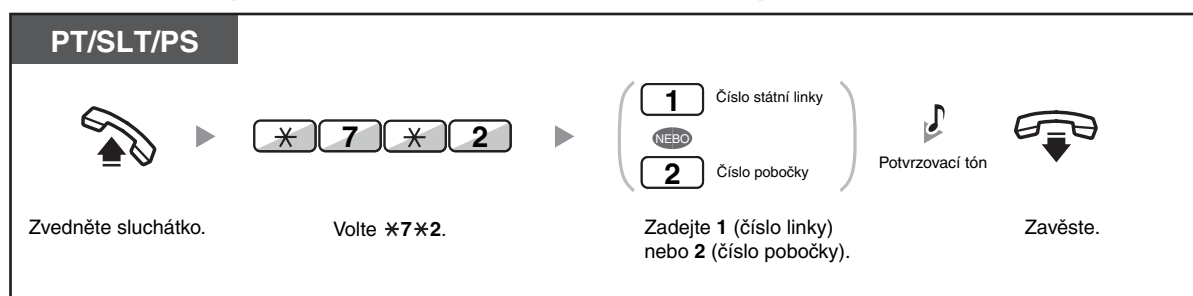 PT/SLT/PS
1 Číslo státní linky
✳ 7 ✳ 2
NEBO
2 Číslo pobočky
Potvrzovací tón
Zvedněte sluchátko.
Volte ✳7✳2.
Zadejte 1 (číslo linky)
nebo 2 (číslo pobočky).
Zavěste.